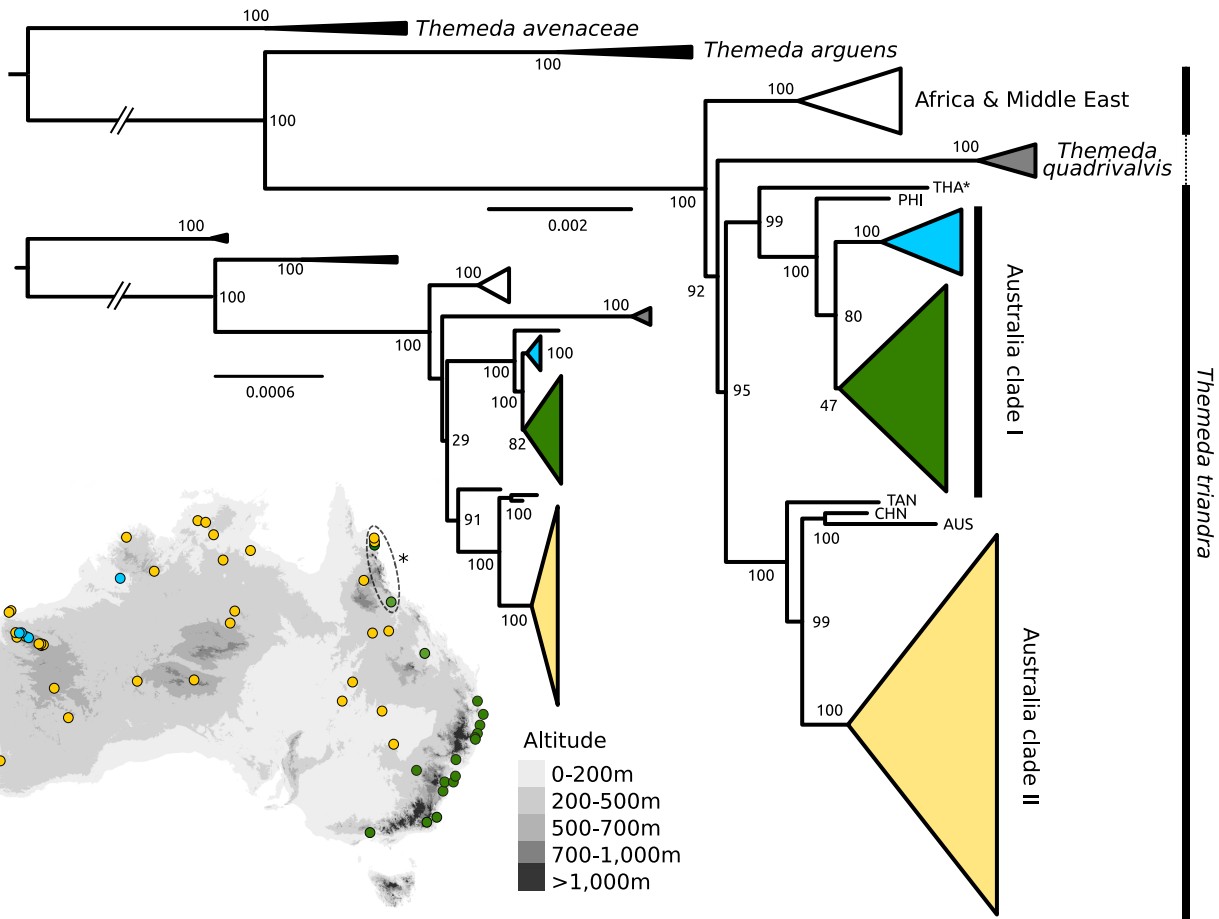 100
Themeda avenaceae
Themeda arguens
100
100
Africa & Middle East
100
100
Themeda
quadrivalvis
THA*
PHI
100
0.002
99
100
100
92
80
47
95
Australia clade I
Themeda triandra
TAN
CHN
AUS
100
100
99
100
Australia clade II
100
100
100
100
100
100
0.0006
100
100
100
82
29
91
100
100
100
*
Altitude
0-200m
200-500m
500-700m
700-1,000m
>1,000m